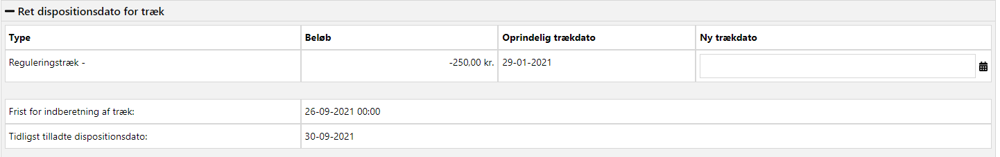 Ret dispositionsdato for træk
Type Beløb Oprindelig trækdato Ny trækdato
Reguleringstræk - -250,00 kr. 29-01-2021
Frist for indberetning af træk: 26-09-2021 00:00
Tidligst tilladte dispositionsdato: 30-09-2021